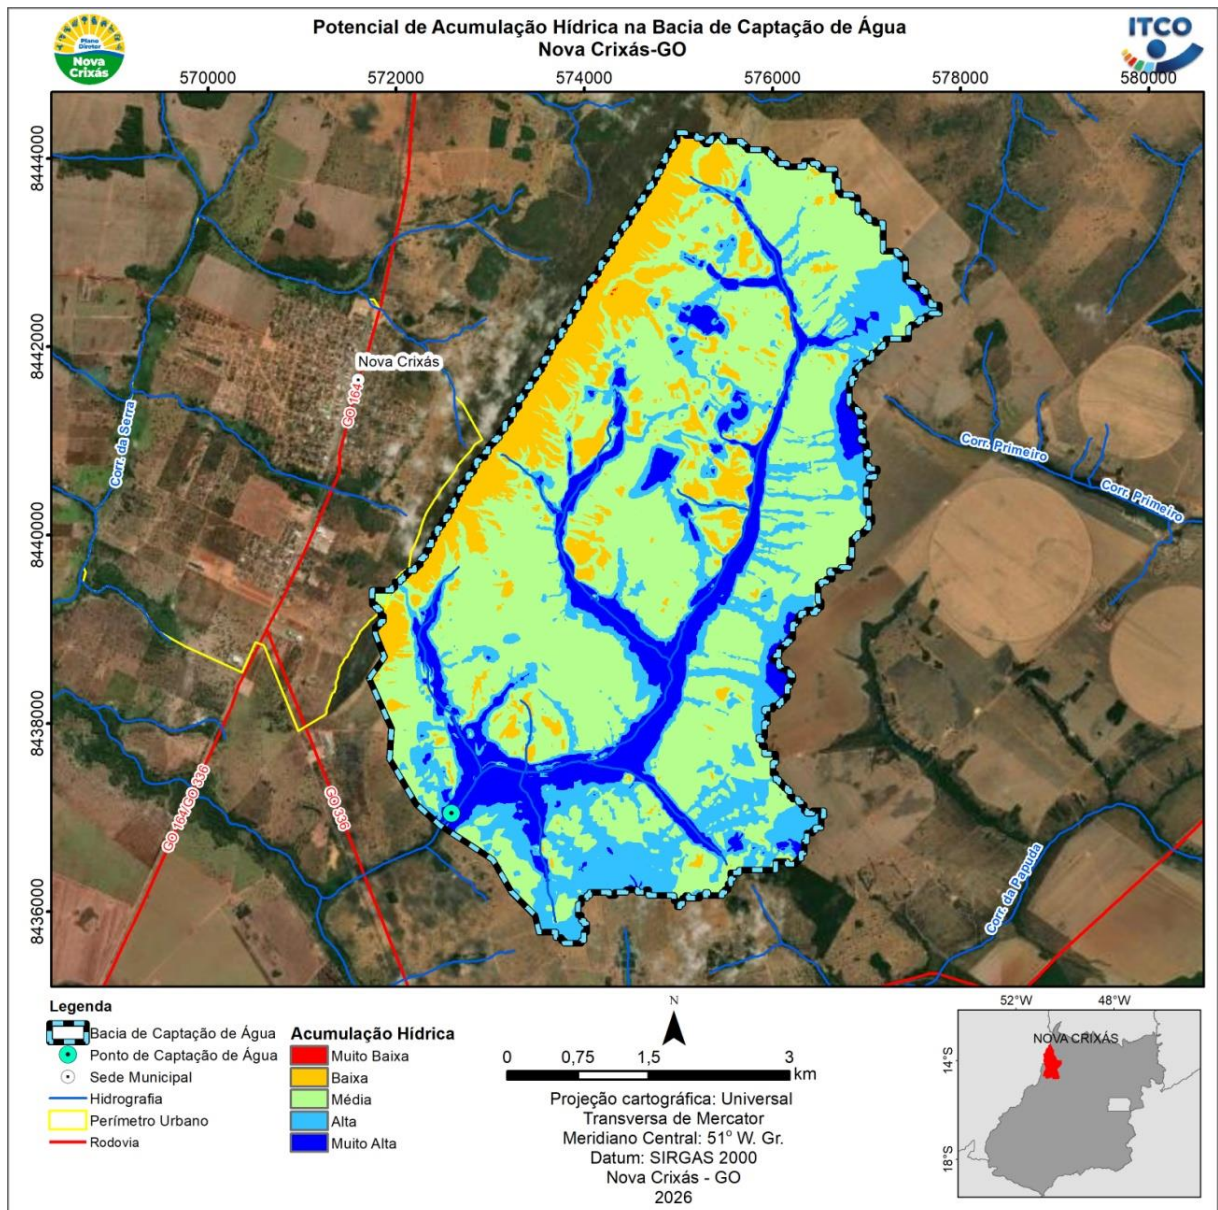 Potencial de Acumulação Hídrica na Bacia de Captação de Água
Nova Crixás-GO
Plano
Diretor
Nova
Crixás
ITCO
570000
572000
574000
576000
578000
580000
8444000
8442000
8440000
8438000
8436000
Nova Crixás
GO 164
Corr. da Serra
Corr. Primeiro
Corr. Primeiro
GO 164/GO 336
GO 336
Corr. da Papuda
Legenda
Bacia de Captação de Água
Ponto de Captação de Água
Sede Municipal
Hidrografia
Perímetro Urbano
Rodovia
Acumulação Hídrica
Muito Baixa
Baixa
Média
Alta
Muito Alta
N
0 0,75 1,5 3
km
Projeção cartográfica: Universal
Transversa de Mercator
Meridiano Central: 51° W. Gr.
Datum: SIRGAS 2000
Nova Crixás - GO
2026
52°W 48°W
NOVA CRIXÁS
14°S
18°S